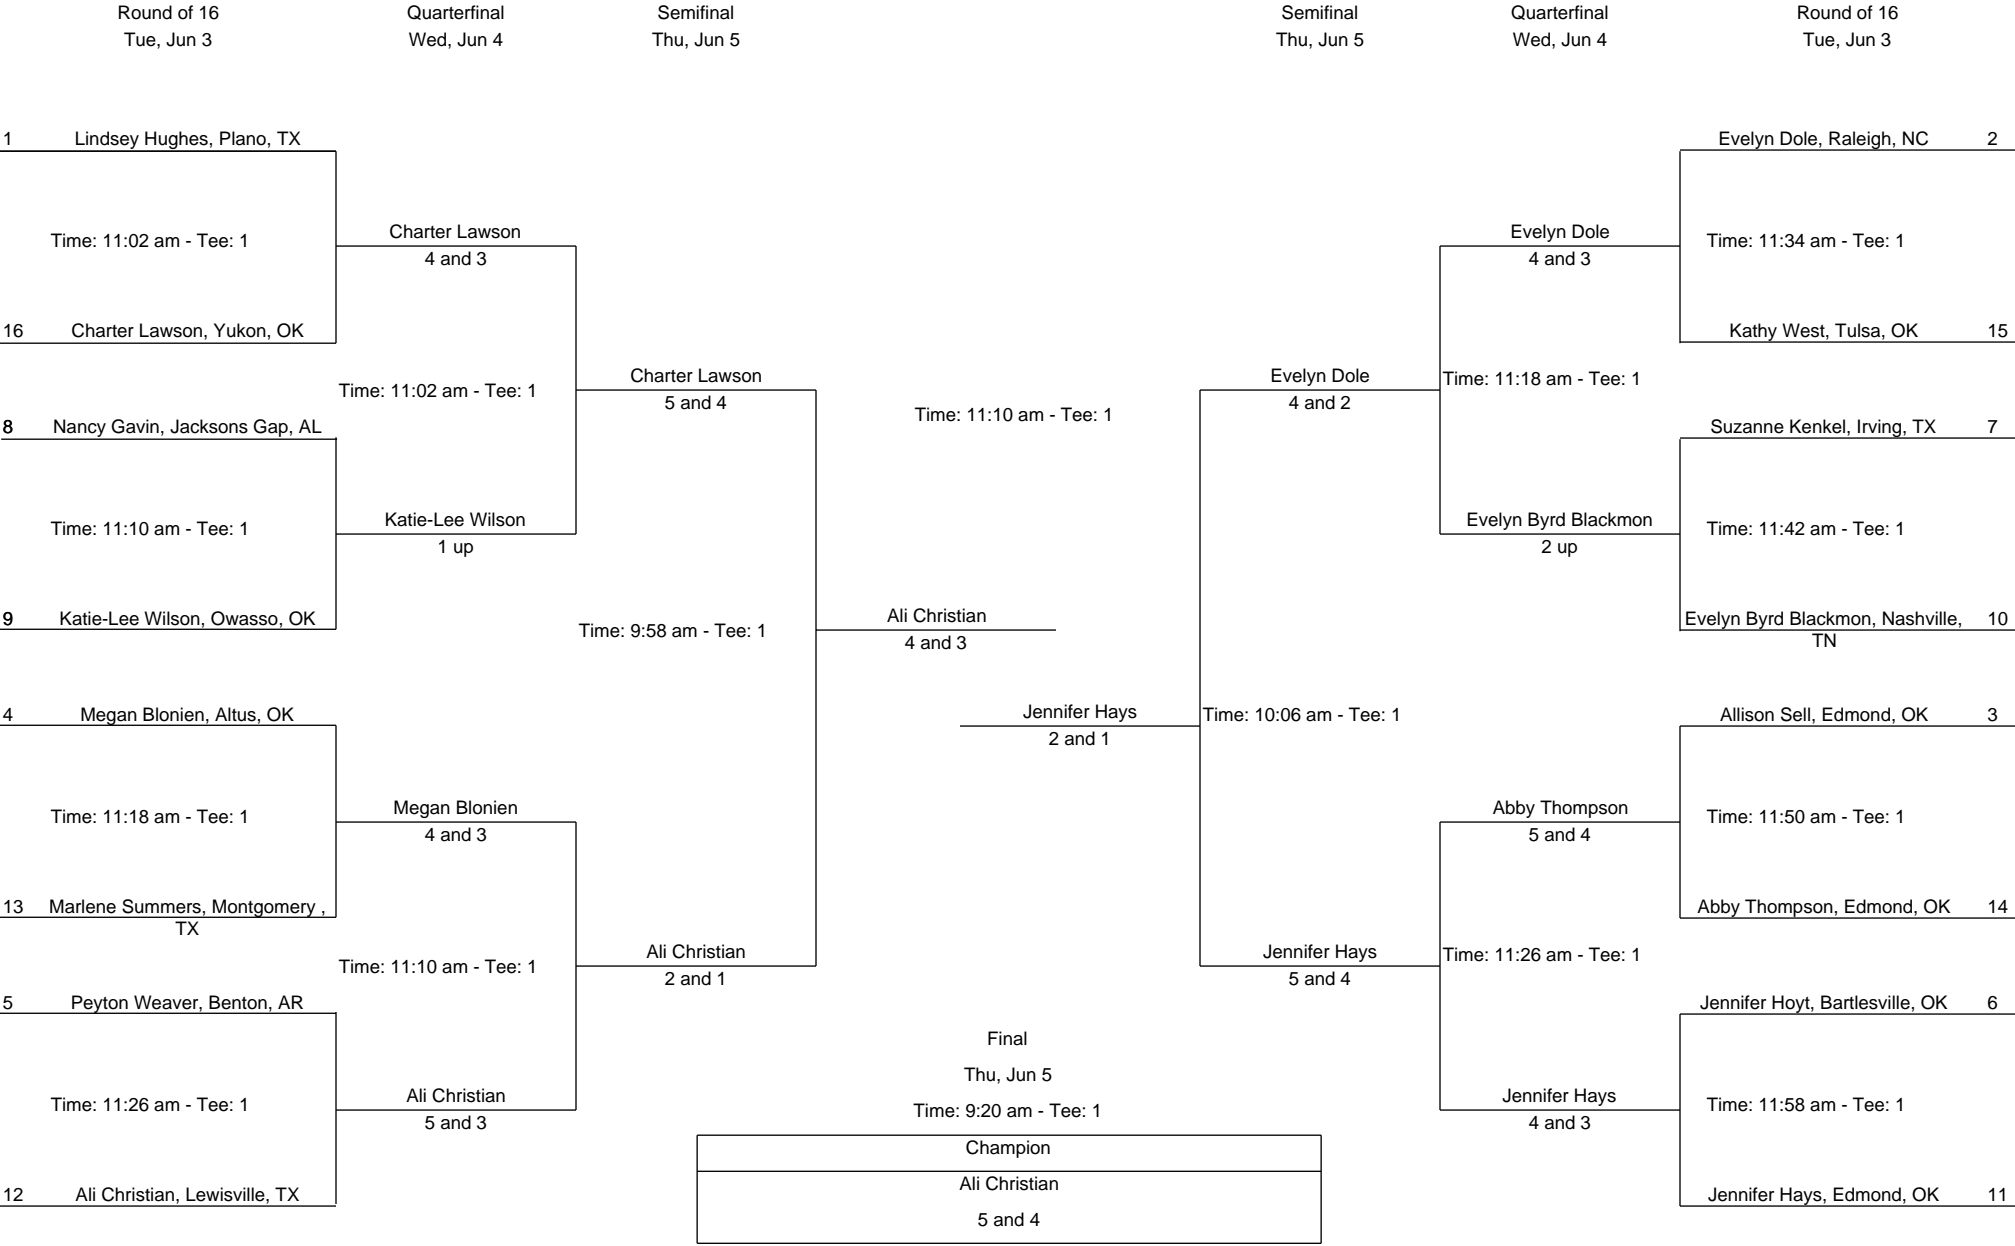 Round of 16
Tue, Jun 3
Quarterfinal
Wed, Jun 4
Semifinal
Thu, Jun 5
Semifinal
Thu, Jun 5
Quarterfinal
Wed, Jun 4
Round of 16
Tue, Jun 3
1 Lindsey Hughes, Plano, TX
Time: 11:02 am - Tee: 1
16 Charter Lawson, Yukon, OK
8 Nancy Gavin, Jacksons Gap, AL
Time: 11:10 am - Tee: 1
9 Katie-Lee Wilson, Owasso, OK
4 Megan Blonien, Altus, OK
Time: 11:18 am - Tee: 1
13 Marlene Summers, Montgomery ,
TX
5 Peyton Weaver, Benton, AR
Time: 11:26 am - Tee: 1
12 Ali Christian, Lewisville, TX
Charter Lawson
4 and 3
Time: 11:02 am - Tee: 1
Katie-Lee Wilson
1 up
Megan Blonien
4 and 3
Time: 11:10 am - Tee: 1
Ali Christian
5 and 3
Charter Lawson
5 and 4
Time: 9:58 am - Tee: 1
Ali Christian
2 and 1
Time: 11:10 am - Tee: 1
Ali Christian
4 and 3
Jennifer Hays
2 and 1
Final
Thu, Jun 5
Time: 9:20 am - Tee: 1
Champion
Ali Christian
5 and 4
Evelyn Dole
4 and 2
Time: 10:06 am - Tee: 1
Jennifer Hays
5 and 4
Evelyn Dole
4 and 3
Time: 11:18 am - Tee: 1
Evelyn Byrd Blackmon
2 up
Abby Thompson
5 and 4
Time: 11:26 am - Tee: 1
Jennifer Hays
4 and 3
Evelyn Dole, Raleigh, NC 2
Time: 11:34 am - Tee: 1
Kathy West, Tulsa, OK 15
Suzanne Kenkel, Irving, TX 7
Time: 11:42 am - Tee: 1
Evelyn Byrd Blackmon, Nashville, 10
TN
Allison Sell, Edmond, OK 3
Time: 11:50 am - Tee: 1
Abby Thompson, Edmond, OK 14
Jennifer Hoyt, Bartlesville, OK 6
Time: 11:58 am - Tee: 1
Jennifer Hays, Edmond, OK 11